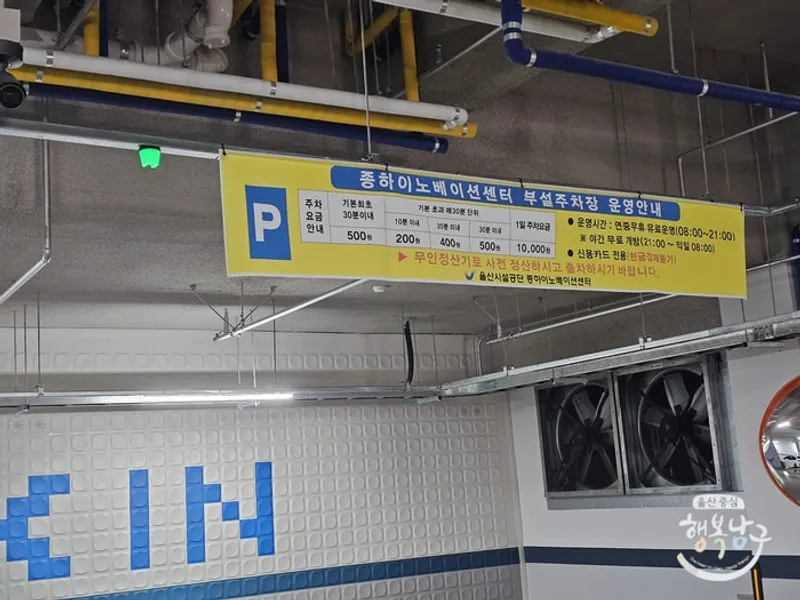 종하이노베이션센터 부설주차장 운영안내
P
주차
요금
안내
기본최초
30분이내
기본 초과 매30분 단위
1일 주차요금
10분 이내
20분 이내
30분 이내
500원
200원
400원
500원
10,000원
● 운영시간 : 연중무휴 유료운영(08:00~21:00)
※ 야간 무료 개방(21:00 ~ 익일 08:00)
● 신용카드 전용(현금결제불가)
▶ 무인정산기로 사전 정산하시고 출차하시기 바랍니다.
울산시설공단 종하이노베이션센터
IN
울산중심
행복남구